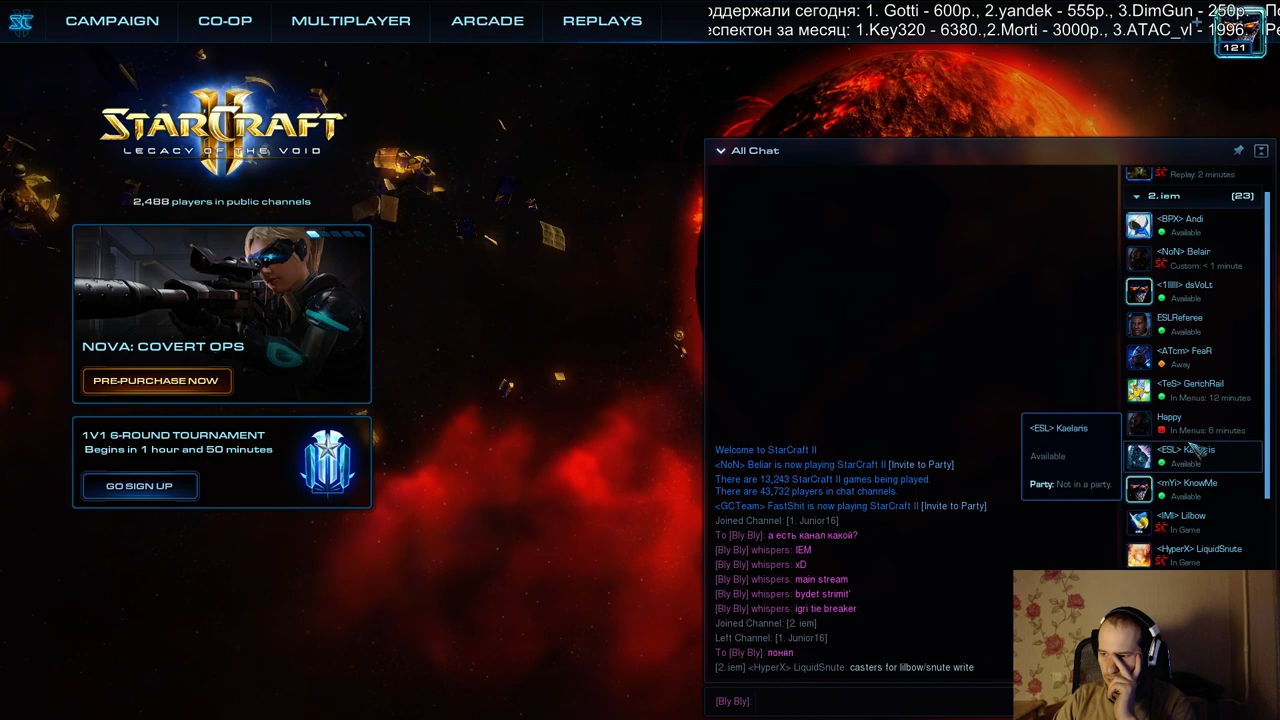 CAMPAIGN
CO-OP
MULTIPLAYER
ARCADE
REPLAYS
оддержали сегодня: 1. Gotti - 600р., 2.yandek - 555р., 3.DimGun - 250р.
еспектон за месяц: 1.Key320 - 6380.,2.Morti - 3000р., 3.ATAC_vl - 1996.
121
STARCRAFT
II
LEGACY OF THE VOID
2,488 players in public channels
NOVA: COVERT OPS
PRE-PURCHASE NOW
1V1 6-ROUND TOURNAMENT
Begins in 1 hour and 50 minutes
GO SIGN UP
All Chat
Welcome to StarCraft II
<NoN> Beliar is now playing StarCraft II [Invite to Party]
There are 13,243 StarCraft II games being played.
There are 43,732 players in chat channels.
<GCTeam> FastShit is now playing StarCraft II [Invite to Party]
Joined Channel: [1. Junior16]
To [Bly Bly]: а есть канал какой?
[Bly Bly] whispers: IEM
[Bly Bly] whispers: xD
[Bly Bly] whispers: main stream
[Bly Bly] whispers: bydet strimit'
[Bly Bly] whispers: igri tie breaker
Joined Channel: [2. iem]
Left Channel: [1. Junior16]
To [Bly Bly]: понял
[2. iem] <HyperX> LiquidSnute: casters for lilbow/snute write
[Bly Bly]:
<ESL> Kaelaris
Available
Party: Not in a party.
Replay: 2 minutes
2. iem (23)
<BPX> Andi
Available
<NoN> Belair
Custom: < 1 minute
dsVoLt
Available
ESLReferee
Available
<ATcm> FeaR
Away
<TeS> GerichRail
In Menus: 12 minutes
Happy
In Menus: 6 minutes
<ESL>
Available
<mYi> KnowMe
Available
<IMI> Lilbow
In Game
<HyperX> LiquidSnute
In Game